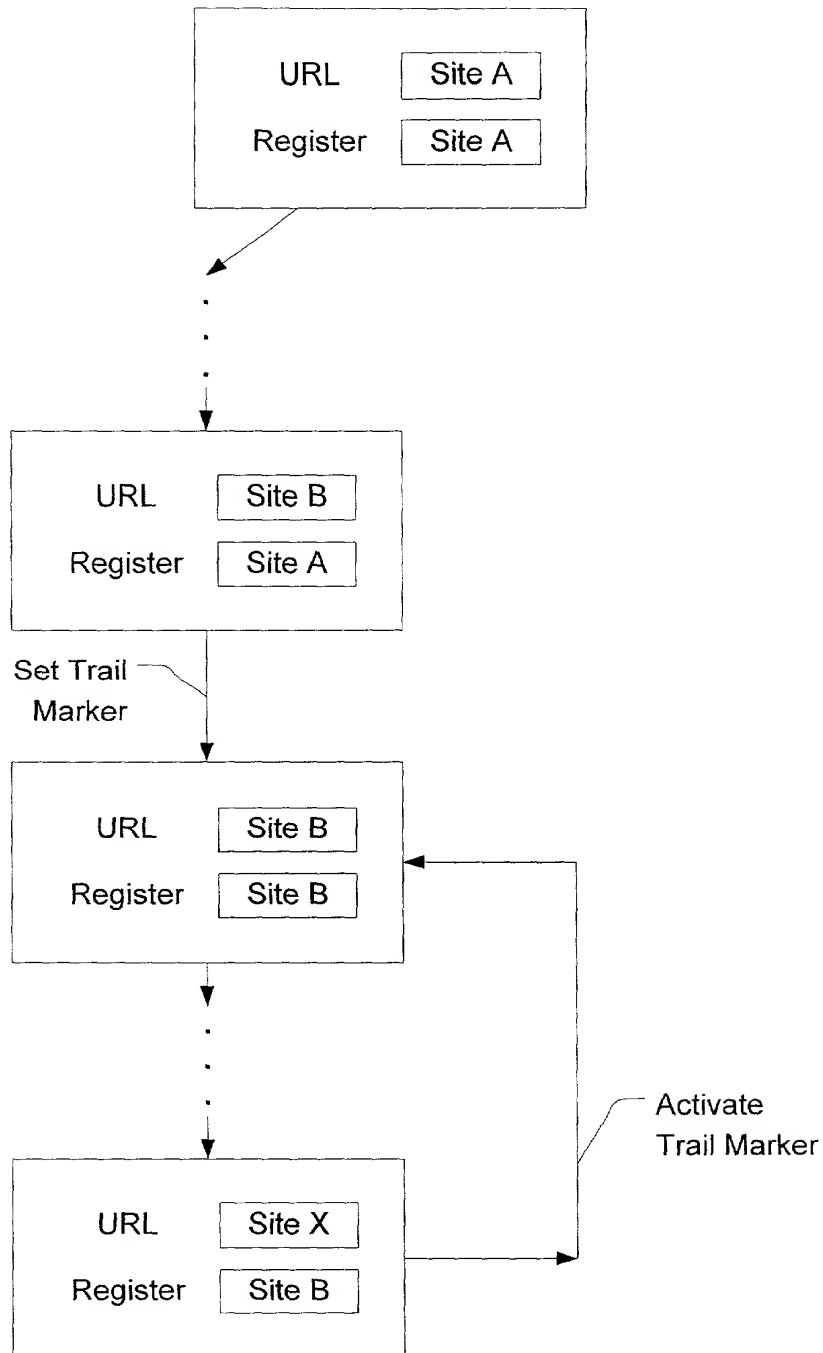 URL Site A
Register Site A
URL Site B
Register Site A
Set Trail
Marker
URL Site B
Register Site B
Activate
Trail Marker
URL Site X
Register Site B